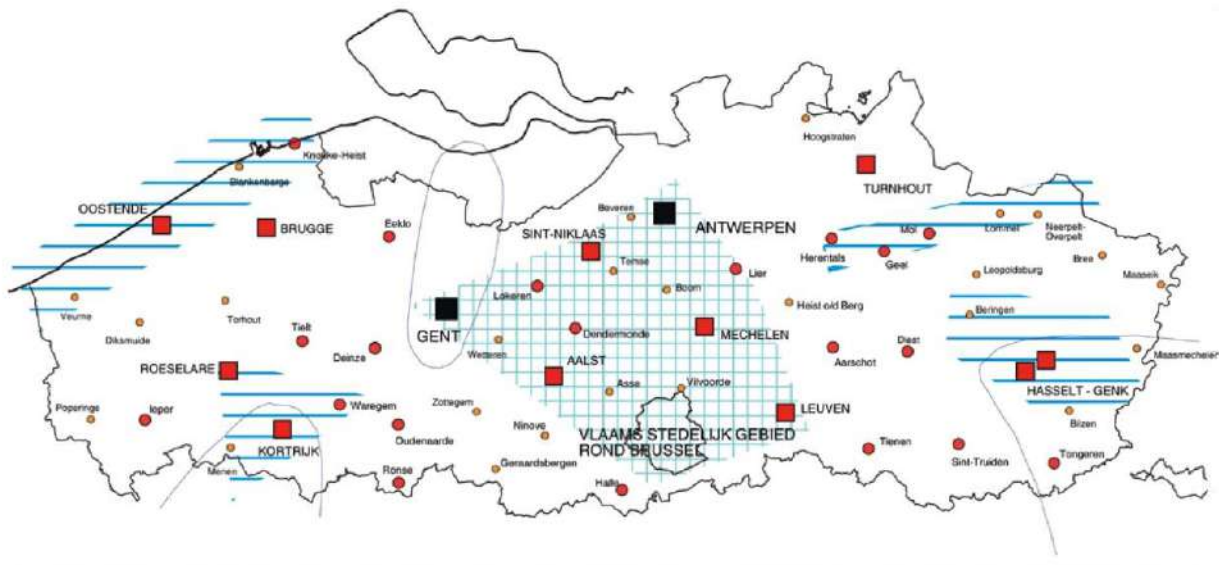 Hoogstraten
Knokke-Heist
Blankenberge
TURNHOUT
OOSTENDE
BRUGGE
Eeklo
Beveren
ANTWERPEN
SINT-NIKLAAS
Mol
Lommel
Neerpelt-
Overpelt
Herentals
Geel
Bree
Temse
Lier
Leopoldsburg
Maaseik
Lokeren
Boom
Veurne
Torhout
Heist o/d Berg
Beringen
Diksmuide
Tielt
GENT
Dendermonde
MECHELEN
Wetteren
Deinze
Aarschot
Diest
Maasmechelen
ROESELARE
AALST
HASSELT - GENK
Asse
Vilvoorde
Poperinge
Ieper
Waregem
Zottegem
LEUVEN
Bilzen
Ninove
VLAAMS STEDELIJK GEBIED
ROND BRUSSEL
KORTRIJK
Oudenaarde
Tienen
Sint-Truiden
Tongeren
Menen
Ronse
Geraardsbergen
Halle